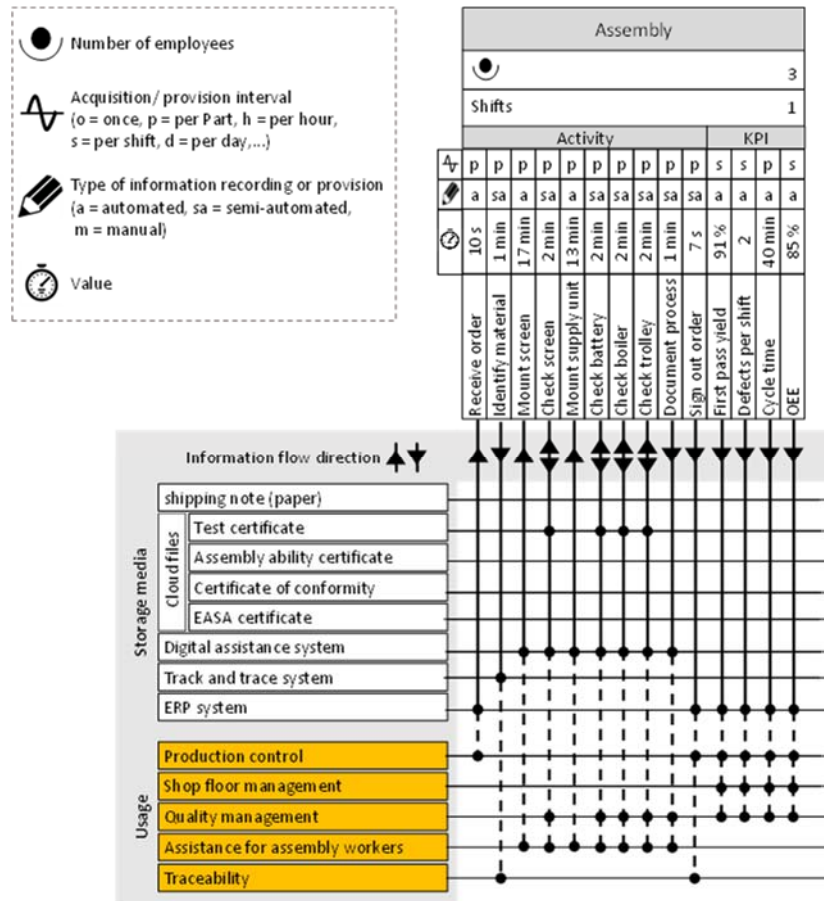 Number of employees
Acquisition/ provision interval
(o = once, p = per Part, h = per hour,
s = per shift, d = per day,...)
Type of information recording or provision
(a = automated, sa = semi-automated,
m = manual)
Value
Assembly
3
Shifts 1
Activity KPI
p p p p p p p p p p s s p s
a sa a sa a sa sa sa sa sa a a a a
10 s
1 min
17 min
2 min
13 min
2 min
2 min
2 min
1 min
7 s
91 %
2
40 min
85 %
Receive order
Identify material
Mount screen
Check screen
Mount supply unit
Check battery
Check boiler
Check trolley
Document process
Sign out order
First pass yield
Defects per shift
Cycle time
OEE
Information flow direction
Storage media
shipping note (paper)
Cloud files
Test certificate
Assembly ability certificate
Certificate of conformity
EASA certificate
Digital assistance system
Track and trace system
ERP system
Usage
Production control
Shop floor management
Quality management
Assistance for assembly workers
Traceability